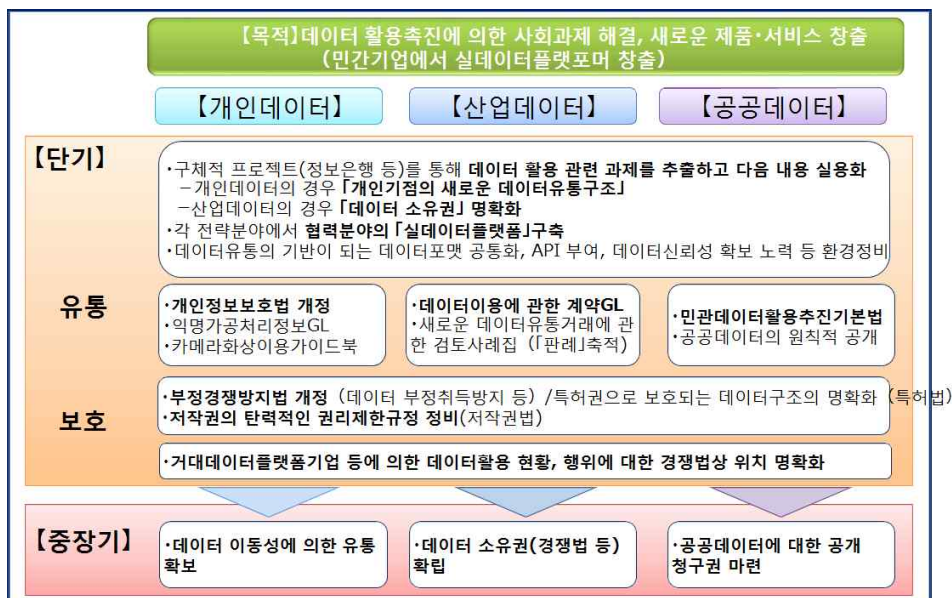 【목적】데이터 활용촉진에 의한 사회과제 해결, 새로운 제품·서비스 창출
(민간기업에서 실데이터플랫포머 창출)
【개인데이터】
【산업데이터】
【공공데이터】
【단기】
·구체적 프로젝트(정보은행 등)를 통해 데이터 활용 관련 과제를 추출하고 다음 내용 실용화
－개인데이터의 경우 「개인기점의 새로운 데이터유통구조」
－산업데이터의 경우 「데이터 소유권」 명확화
·각 전략분야에서 협력분야의 「실데이터플랫폼」구축
·데이터유통의 기반이 되는 데이터포맷 공통화, API 부여, 데이터신뢰성 확보 노력 등 환경정비
유통
·개인정보보호법 개정
·익명가공처리정보GL
·카메라화상이용가이드북
·데이터이용에 관한 계약GL
·새로운 데이터유통거래에 관
한 검토사례집 (「판례」축적)
·민관데이터활용추진기본법
·공공데이터의 원칙적 공개
보호
·부정경쟁방지법 개정 (데이터 부정취득방지 등) /특허권으로 보호되는 데이터구조의 명확화 (특허법)
·저작권의 탄력적인 권리제한규정 정비(저작권법)
·거대데이터플랫폼기업 등에 의한 데이터활용 현황, 행위에 대한 경쟁법상 위치 명확화
【중장기】
·데이터 이동성에 의한 유통
확보
·데이터 소유권(경쟁법 등)
확립
·공공데이터에 대한 공개
청구권 마련